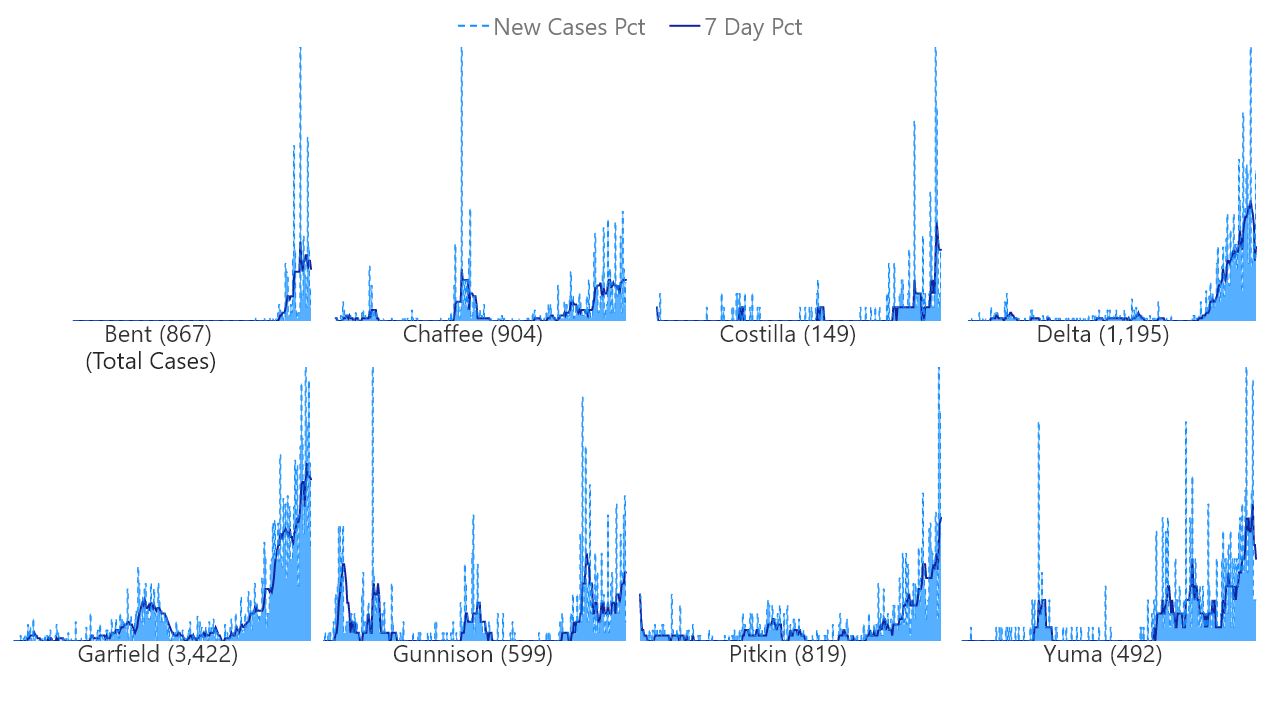 New Cases Pct 7 Day Pct
Bent (867) Chaffee (904) Costilla (149) Delta (1,195)
(Total Cases)
Garfield (3,422) Gunnison (599) Pitkin (819) Yuma (492)